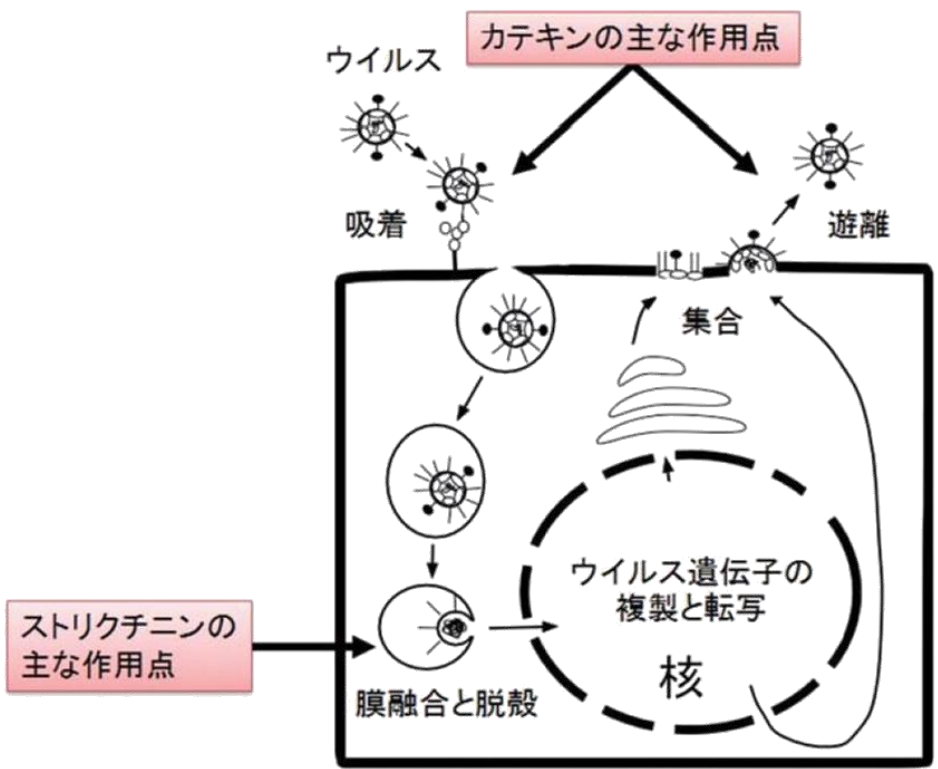 カテキンの主な作用点
ウイルス
吸着
遊離
集合
ウイルス遺伝子の
複製と転写
核
ストリクチニンの
主な作用点
膜融合と脱殻